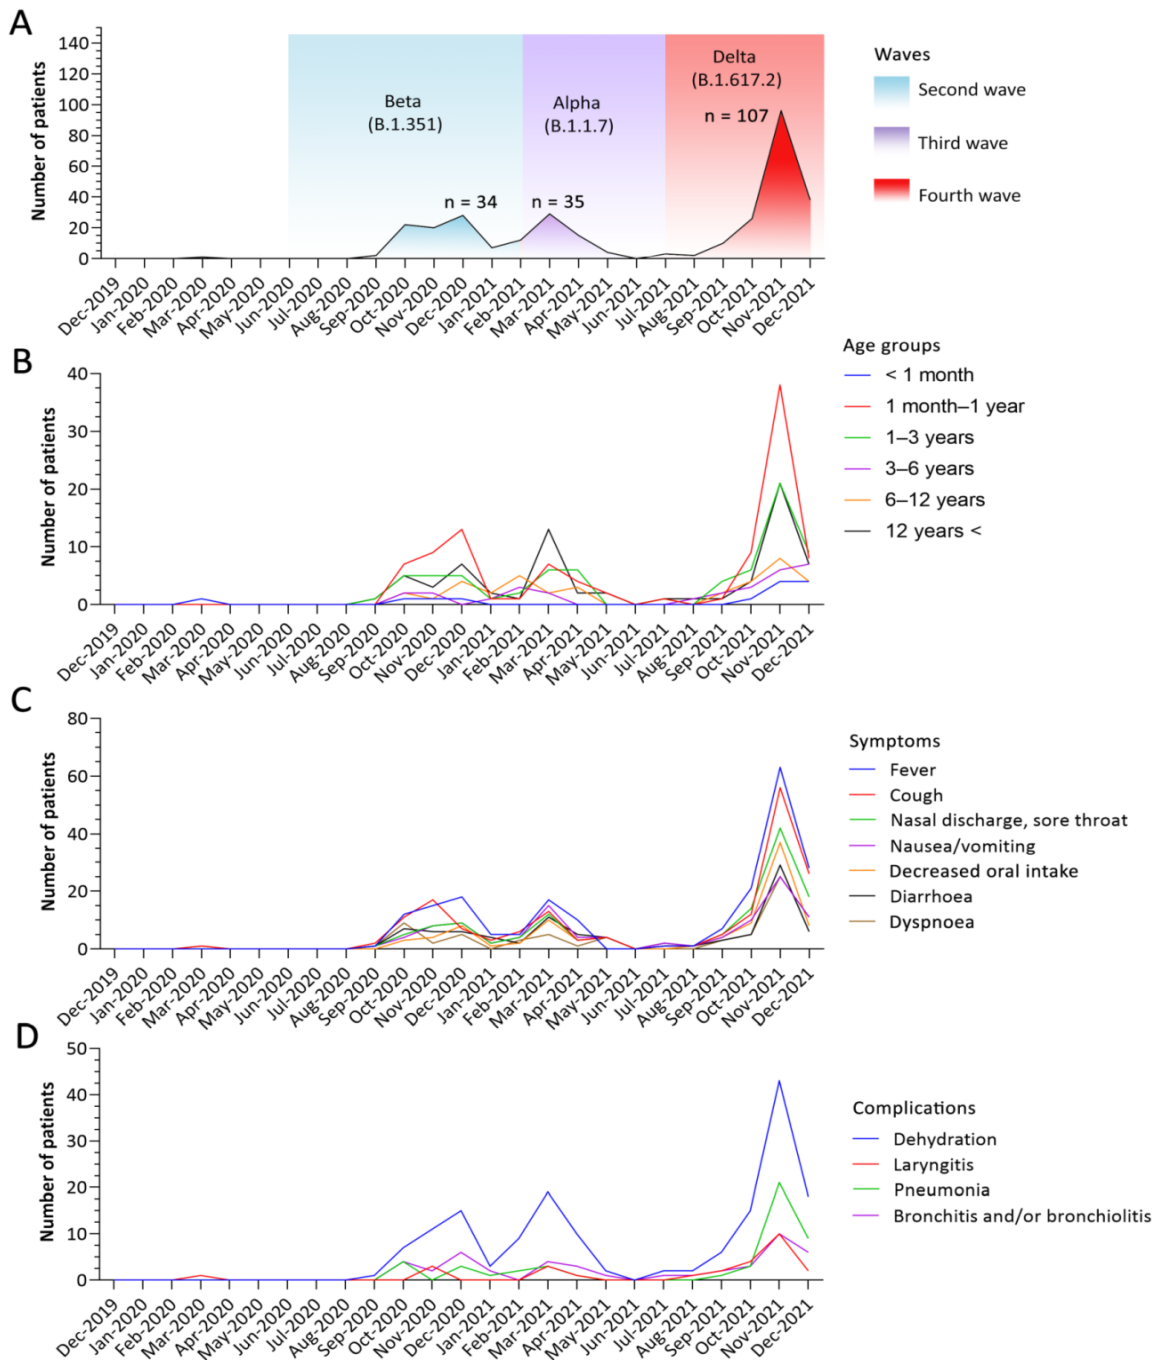 A
Number of patients
140
120
100
80
60
40
20
0
Beta
(B.1.351)
Alpha
(B.1.1.7)
Delta
(B.1.617.2)
n = 34
n = 35
n = 107
Dec-2019
Jan-2020
Feb-2020
Mar-2020
Apr-2020
May-2020
Jun-2020
Jul-2020
Aug-2020
Sep-2020
Oct-2020
Nov-2020
Dec-2020
Jan-2021
Feb-2021
Mar-2021
Apr-2021
May-2021
Jun-2021
Jul-2021
Aug-2021
Sep-2021
Oct-2021
Nov-2021
Dec-2021
Waves
Second wave
Third wave
Fourth wave
B
Number of patients
40
30
20
10
0
Dec-2019
Jan-2020
Feb-2020
Mar-2020
Apr-2020
May-2020
Jun-2020
Jul-2020
Aug-2020
Sep-2020
Oct-2020
Nov-2020
Dec-2020
Jan-2021
Feb-2021
Mar-2021
Apr-2021
May-2021
Jun-2021
Jul-2021
Aug-2021
Sep-2021
Oct-2021
Nov-2021
Dec-2021
Age groups
< 1 month
1 month–1 year
1–3 years
3–6 years
6–12 years
12 years <
C
Number of patients
80
60
40
20
0
Dec-2019
Jan-2020
Feb-2020
Mar-2020
Apr-2020
May-2020
Jun-2020
Jul-2020
Aug-2020
Sep-2020
Oct-2020
Nov-2020
Dec-2020
Jan-2021
Feb-2021
Mar-2021
Apr-2021
May-2021
Jun-2021
Jul-2021
Aug-2021
Sep-2021
Oct-2021
Nov-2021
Dec-2021
Symptoms
Fever
Cough
Nasal discharge, sore throat
Nausea/vomiting
Decreased oral intake
Diarrhoea
Dyspnoea
D
Number of patients
50
40
30
20
10
0
Dec-2019
Jan-2020
Feb-2020
Mar-2020
Apr-2020
May-2020
Jun-2020
Jul-2020
Aug-2020
Sep-2020
Oct-2020
Nov-2020
Dec-2020
Jan-2021
Feb-2021
Mar-2021
Apr-2021
May-2021
Jun-2021
Jul-2021
Aug-2021
Sep-2021
Oct-2021
Nov-2021
Dec-2021
Complications
Dehydration
Laryngitis
Pneumonia
Bronchitis and/or bronchiolitis